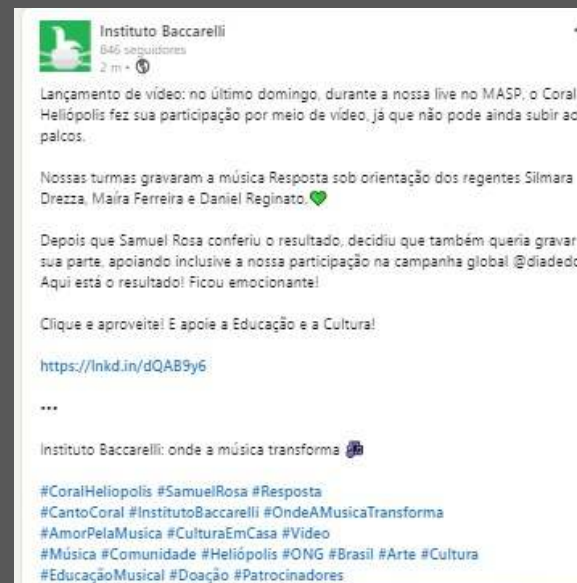 Instituto Baccarelli
846 seguidores
2 m •
Lançamento de vídeo: no último domingo, durante a nossa live no MASP, o Coral
Heliópolis fez sua participação por meio de vídeo, já que não pode ainda subir ao
palcos.
Nossas turmas gravaram a música Resposta sob orientação dos regentes Silmara
Drezza, Maíra Ferreira e Daniel Reginato.💚
Depois que Samuel Rosa conferiu o resultado, decidiu que também queria gravar
sua parte, apoiando inclusive a nossa participação na campanha global @diadedo
Aqui está o resultado! Ficou emocionante!
Clique e aproveite! E apoie a Educação e a Cultura!
https://lnkd.in/dQAB9y6
•••
Instituto Baccarelli: onde a música transforma
#CoralHeliopolis #SamuelRosa #Resposta
#CantoCoral #InstitutoBaccarelli #OndeAMusicaTransforma
#AmorPelaMusica #CulturaEmCasa #Video
#Música #Comunidade #Heliópolis #ONG #Brasil #Arte #Cultura
#EducaçãoMusical #Doação #Patrocinadores